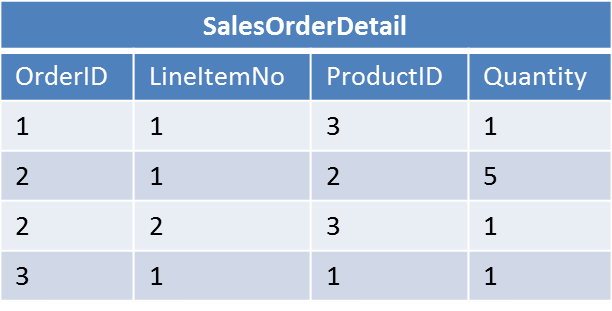 SalesOrderDetail
OrderID LineItemNo ProductID Quantity
1 1 3 1
2 1 2 5
2 2 3 1
3 1 1 1